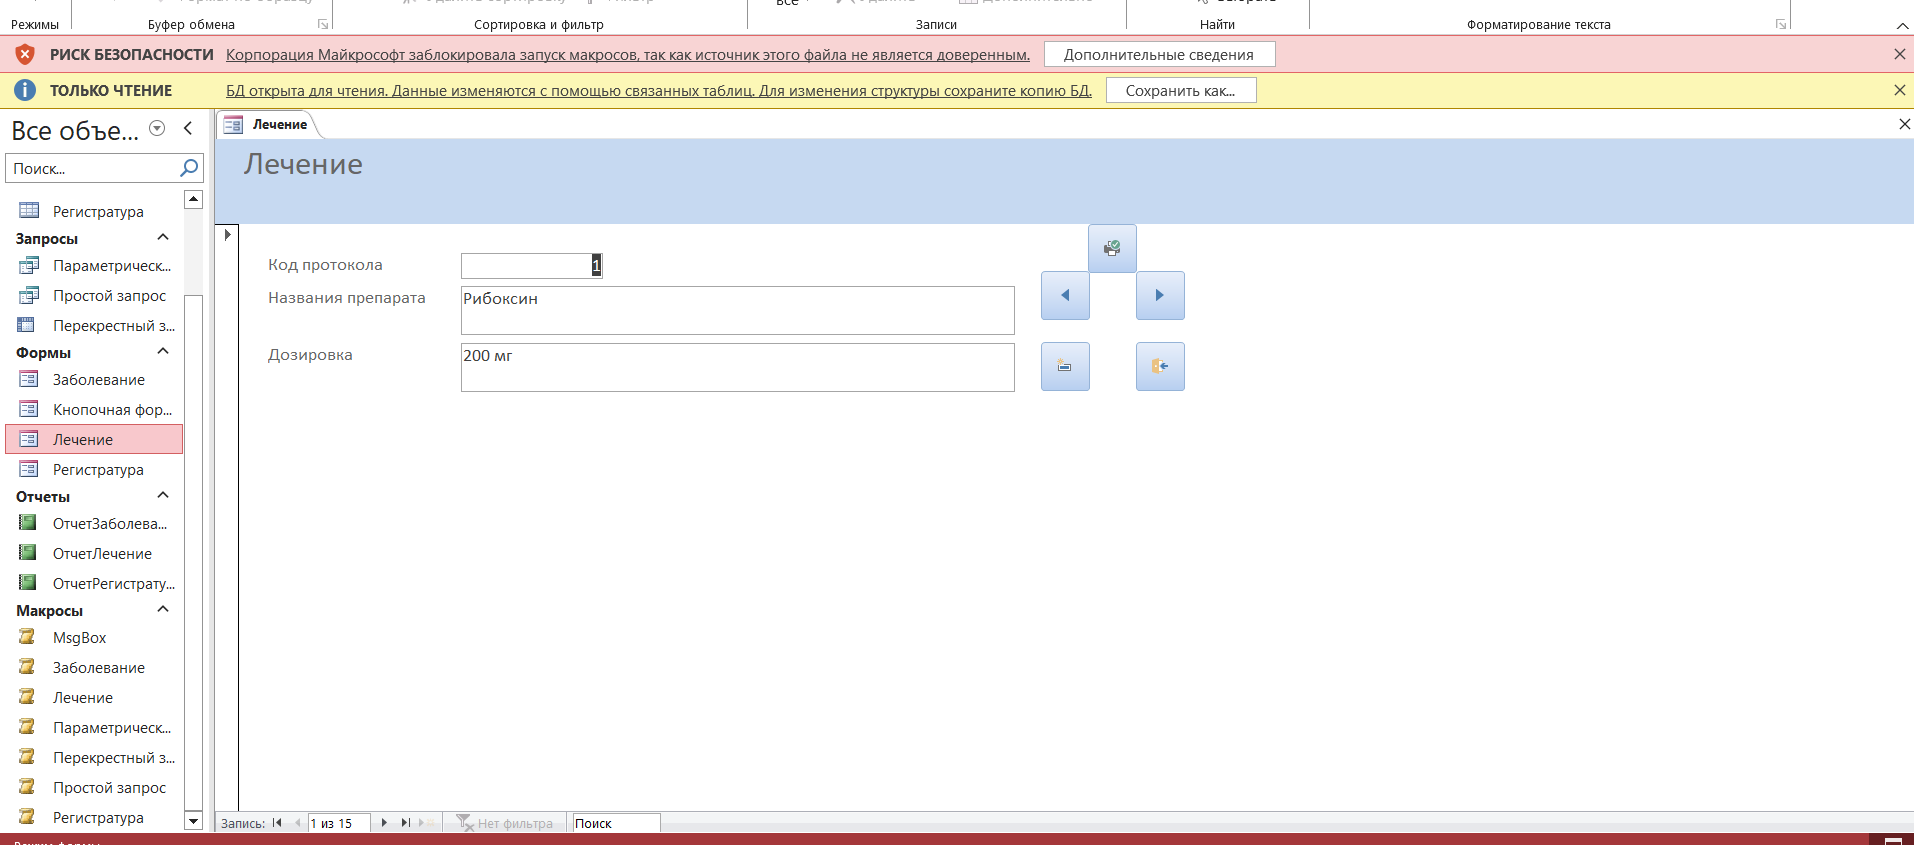 Режимы
Буфер обмена
Сортировка и фильтр
Записи
Найти
Форматирование текста
РИСК БЕЗОПАСНОСТИ Корпорация Майкрософт заблокировала запуск макросов, так как источник этого файла не является доверенным. Дополнительные сведения
ТОЛЬКО ЧТЕНИЕ БД открыта для чтения. Данные изменяются с помощью связанных таблиц. Для изменения структуры сохраните копию БД. Сохранить как...
Все объе...
Поиск...
Регистратура
Запросы
Параметрическ...
Простой запрос
Перекрестный з...
Формы
Заболевание
Кнопочная фор...
Лечение
Регистратура
Отчеты
ОтчетЗаболева...
ОтчетЛечение
ОтчетРегистрату...
Макросы
MsgBox
Заболевание
Лечение
Параметрическ...
Перекрестный з...
Простой запрос
Регистратура
Лечение
Лечение
Код протокола 1
Названия препарата Рибоксин
Дозировка 200 мг
Запись: 1 из 15 Нет фильтра Поиск